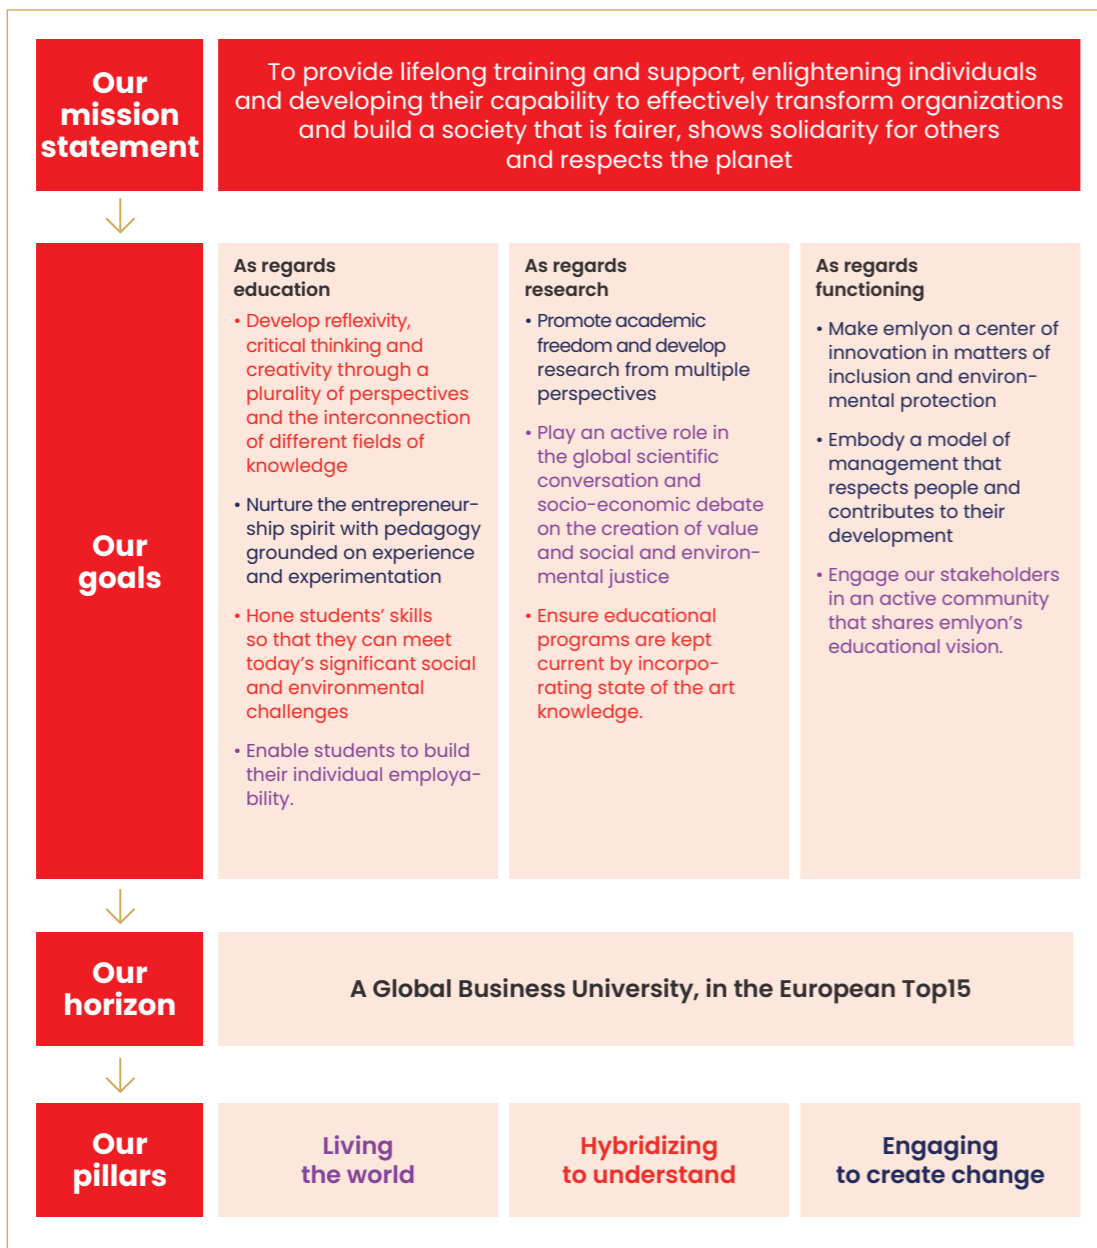 Our
mission
statement
To provide lifelong training and support, enlightening individuals
and developing their capability to effectively transform organizations
and build a society that is fairer, shows solidarity for others
and respects the planet
Our
goals
As regards
education
• Develop reflexivity,
critical thinking and
creativity through a
plurality of perspectives
and the interconnection
of different fields of
knowledge
• Nurture the entrepreneur-
ship spirit with pedagogy
grounded on experience
and experimentation
• Hone students’ skills
so that they can meet
today’s significant social
and environmental
challenges
• Enable students to build
their individual employa-
bility.
As regards
research
• Promote academic
freedom and develop
research from multiple
perspectives
• Play an active role in
the global scientific
conversation and
socio-economic debate
on the creation of value
and social and environ-
mental justice
• Ensure educational
programs are kept
current by incorpo-
rating state of the art
knowledge.
As regards
functioning
• Make emlyon a center of
innovation in matters of
inclusion and environ-
mental protection
• Embody a model of
management that
respects people and
contributes to their
development
• Engage our stakeholders
in an active community
that shares emlyon’s
educational vision.
Our
horizon
A Global Business University, in the European Top15
Our
pillars
Living
the world
Hybridizing
to understand
Engaging
to create change